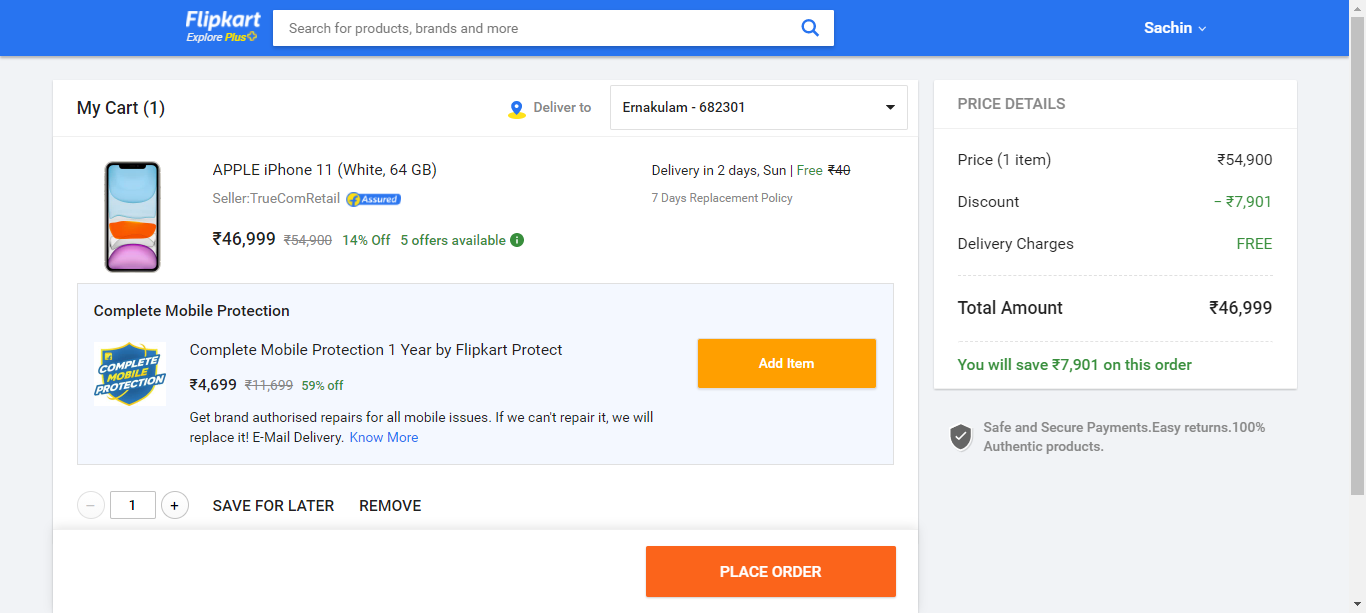 Flipkart
Explore Plus
Search for products, brands and more
Sachin
My Cart (1)
Deliver to
Ernakulam - 682301
APPLE iPhone 11 (White, 64 GB)
Seller:TrueComRetail Assured
₹46,999 ₹54,900 14% Off 5 offers available
Delivery in 2 days, Sun | Free ₹40
7 Days Replacement Policy
Complete Mobile Protection
COMPLETE
MOBILE
PROTECTION
Complete Mobile Protection 1 Year by Flipkart Protect
₹4,699 ₹11,699 59% off
Get brand authorised repairs for all mobile issues. If we can't repair it, we will
replace it! E-Mail Delivery. Know More
Add Item
− 1 + SAVE FOR LATER REMOVE
PLACE ORDER
PRICE DETAILS
Price (1 item) ₹54,900
Discount − ₹7,901
Delivery Charges FREE
Total Amount ₹46,999
You will save ₹7,901 on this order
Safe and Secure Payments.Easy returns.100%
Authentic products.